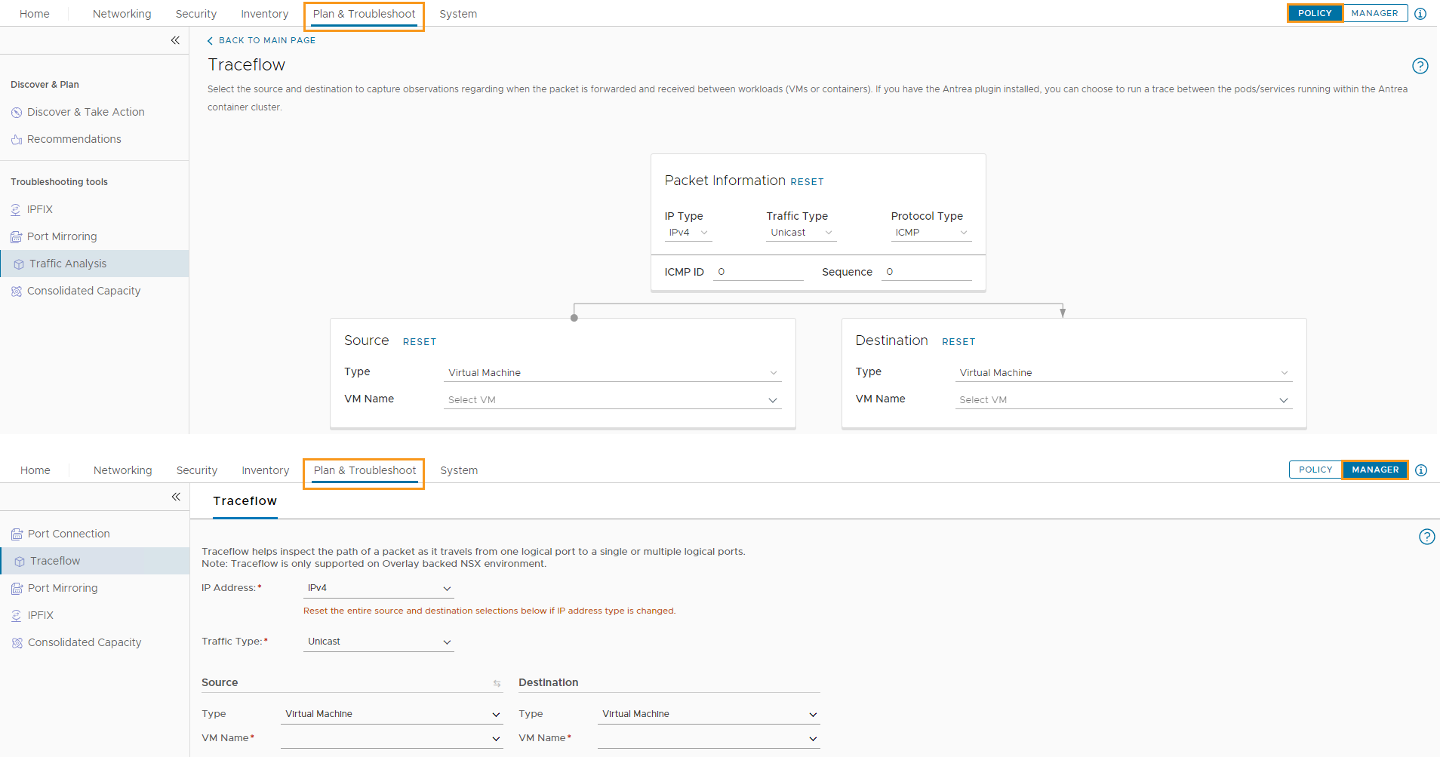 Home Networking Security Inventory Plan & Troubleshoot System POLICY MANAGER
BACK TO MAIN PAGE
Traceflow
Select the source and destination to capture observations regarding when the packet is forwarded and received between workloads (VMs or containers). If you have the Antrea plugin installed, you can choose to run a trace between the pods/services running within the Antrea
container cluster.
Discover & Plan
Discover & Take Action
Recommendations
Troubleshooting tools
IPFIX
Port Mirroring
Traffic Analysis
Consolidated Capacity
Packet Information RESET
IP Type Traffic Type Protocol Type
IPv4 Unicast ICMP
ICMP ID 0 Sequence 0
Source RESET
Type Virtual Machine
VM Name Select VM
Destination RESET
Type Virtual Machine
VM Name Select VM
Home Networking Security Inventory Plan & Troubleshoot System POLICY MANAGER
Port Connection
Traceflow
Port Mirroring
IPFIX
Consolidated Capacity
Traceflow
Traceflow helps inspect the path of a packet as it travels from one logical port to a single or multiple logical ports.
Note: Traceflow is only supported on Overlay backed NSX environment.
IP Address:* IPv4
Reset the entire source and destination selections below if IP address type is changed.
Traffic Type:* Unicast
Source Destination
Type Virtual Machine Type Virtual Machine
VM Name* VM Name*